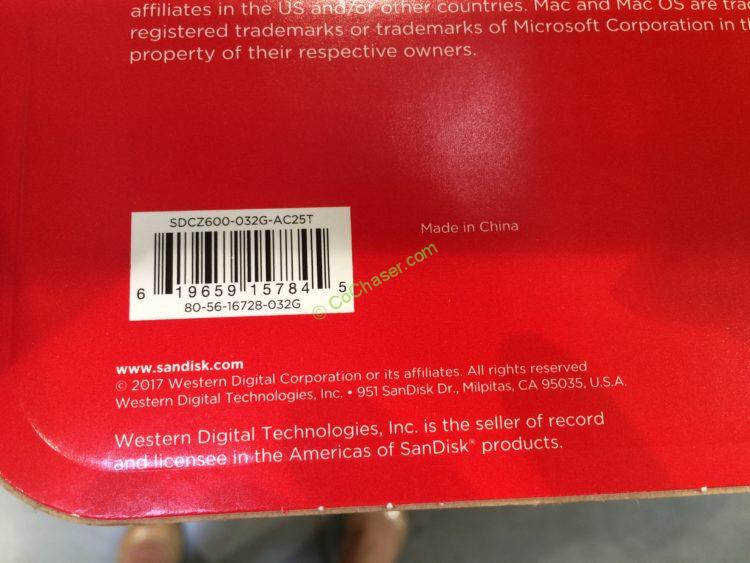 affiliates in the US and/or other countries. Mac and Mac OS are
registered trademarks or trademarks of Microsoft Corporation in
property of their respective owners.
SDCZ600-032G-AC25T
Made in China
6 19659 15784 5
80-56-16728-032G
© CoChaser.com
www.sandisk.com
© 2017 Western Digital Corporation or its affiliates. All rights reserved
Western Digital Technologies, Inc. • 951 SanDisk Dr., Milpitas, CA 95035, U.S.A.
Western Digital Technologies, Inc. is the seller of record
and licensee in the Americas of SanDisk® products.